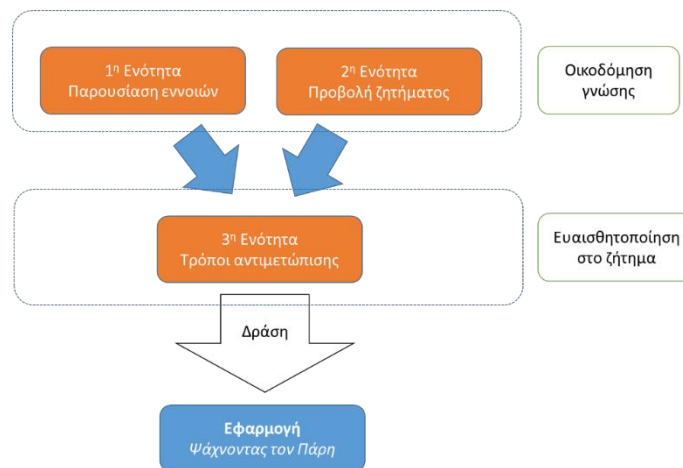 1η Ενότητα
Παρουσίαση εννοιών
2η Ενότητα
Προβολή ζητήματος
Οικοδόμηση
γνώσης
3η Ενότητα
Τρόποι αντιμετώπισης
Ευαισθητοποίηση
στο ζήτημα
Δράση
Εφαρμογή
Ψάχνοντας τον Πάρη